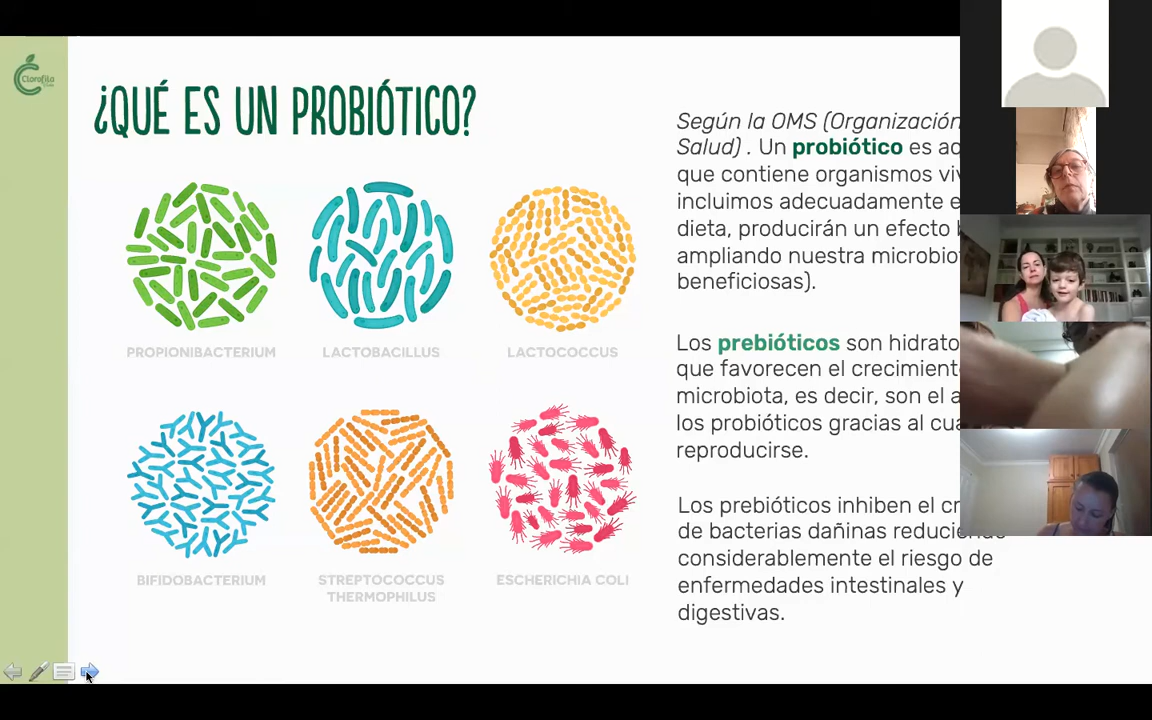 Clorofila
¿QUÉ ES UN PROBIÓTICO?
PROPIONIBACTERIUM
LACTOBACILLUS
LACTOCOCCUS
BIFIDOBACTERIUM
STREPTOCOCCUS
THERMOPHILUS
ESCHERICHIA COLI
Según la OMS (Organización
Salud) . Un probiótico es
que contiene organismos
incluimos adecuadamente
dieta, producirán un efecto
ampliando nuestra
beneficiosas).
Los prebióticos son
que favorecen el
microbiota, es decir, son el
los probióticos gracias al
reproducirse.
Los prebióticos inhiben el
de bacterias dañinas reduciendo
considerablemente el riesgo de
enfermedades intestinales y
digestivas.